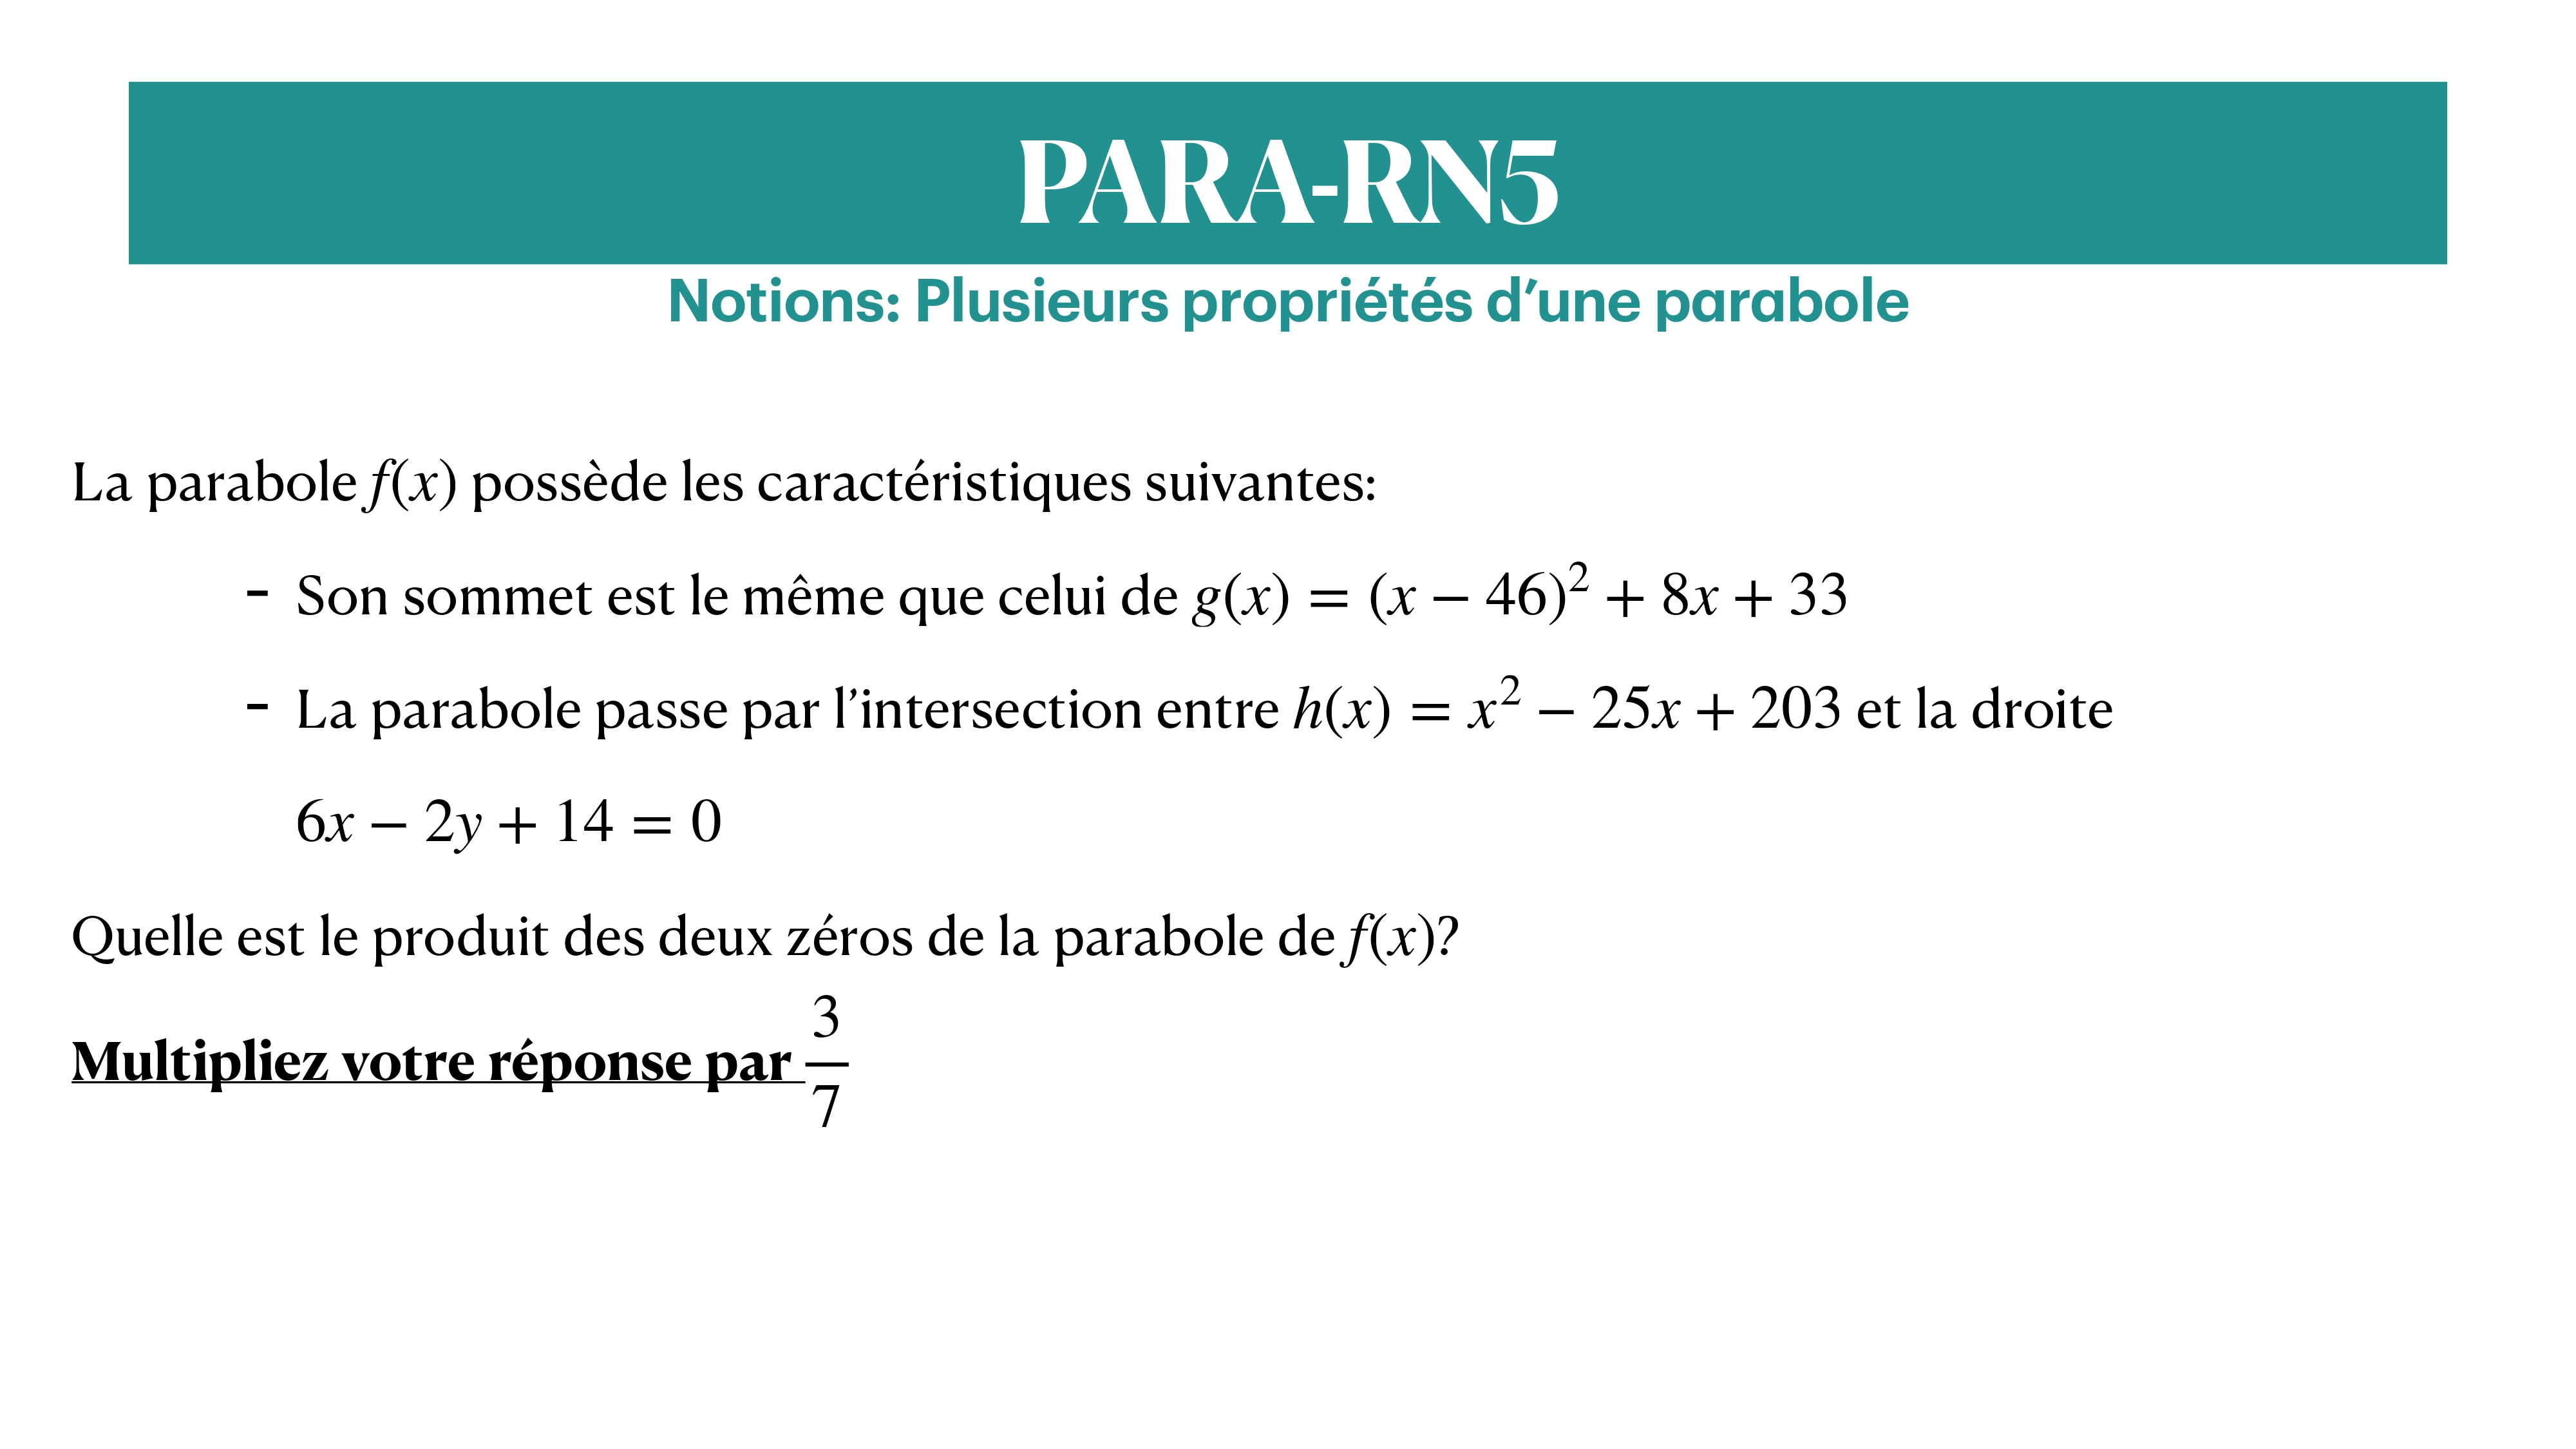 PARA-RN5
Notions: Plusieurs propriétés d’une parabole
La parabole f(x) possède les caractéristiques suivantes:
- Son sommet est le même que celui de g(x) = (x − 46)² + 8x + 33
- La parabole passe par l’intersection entre h(x) = x² − 25x + 203 et la droite
6x − 2y + 14 = 0
Quelle est le produit des deux zéros de la parabole de f(x)?
Multipliez votre réponse par 3/7